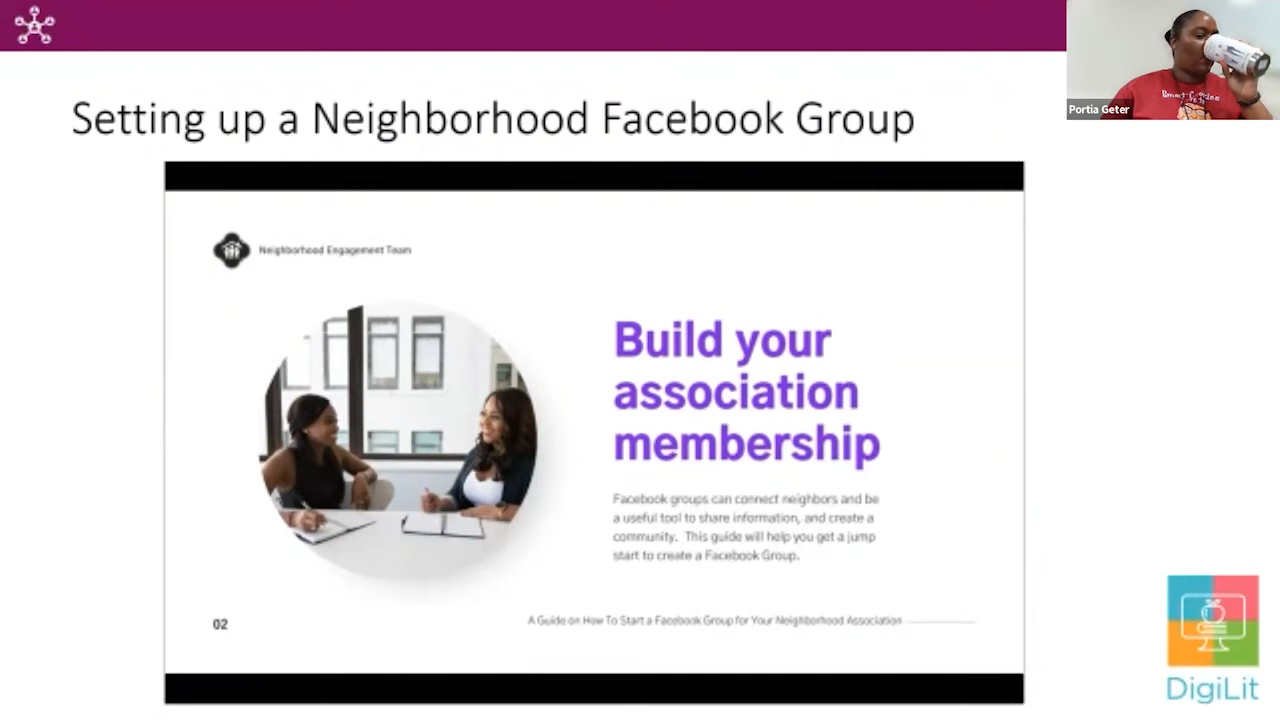 Setting up a Neighborhood Facebook Group
Portia Geter
Neighborhood Engagement Team
Build your
association
membership
Facebook groups can connect neighbors and be
a useful tool to share information, and create a
community. This guide will help you get a jump
start to create a Facebook Group.
02
A Guide on How To Start a Facebook Group for Your Neighborhood Association
DigiLit